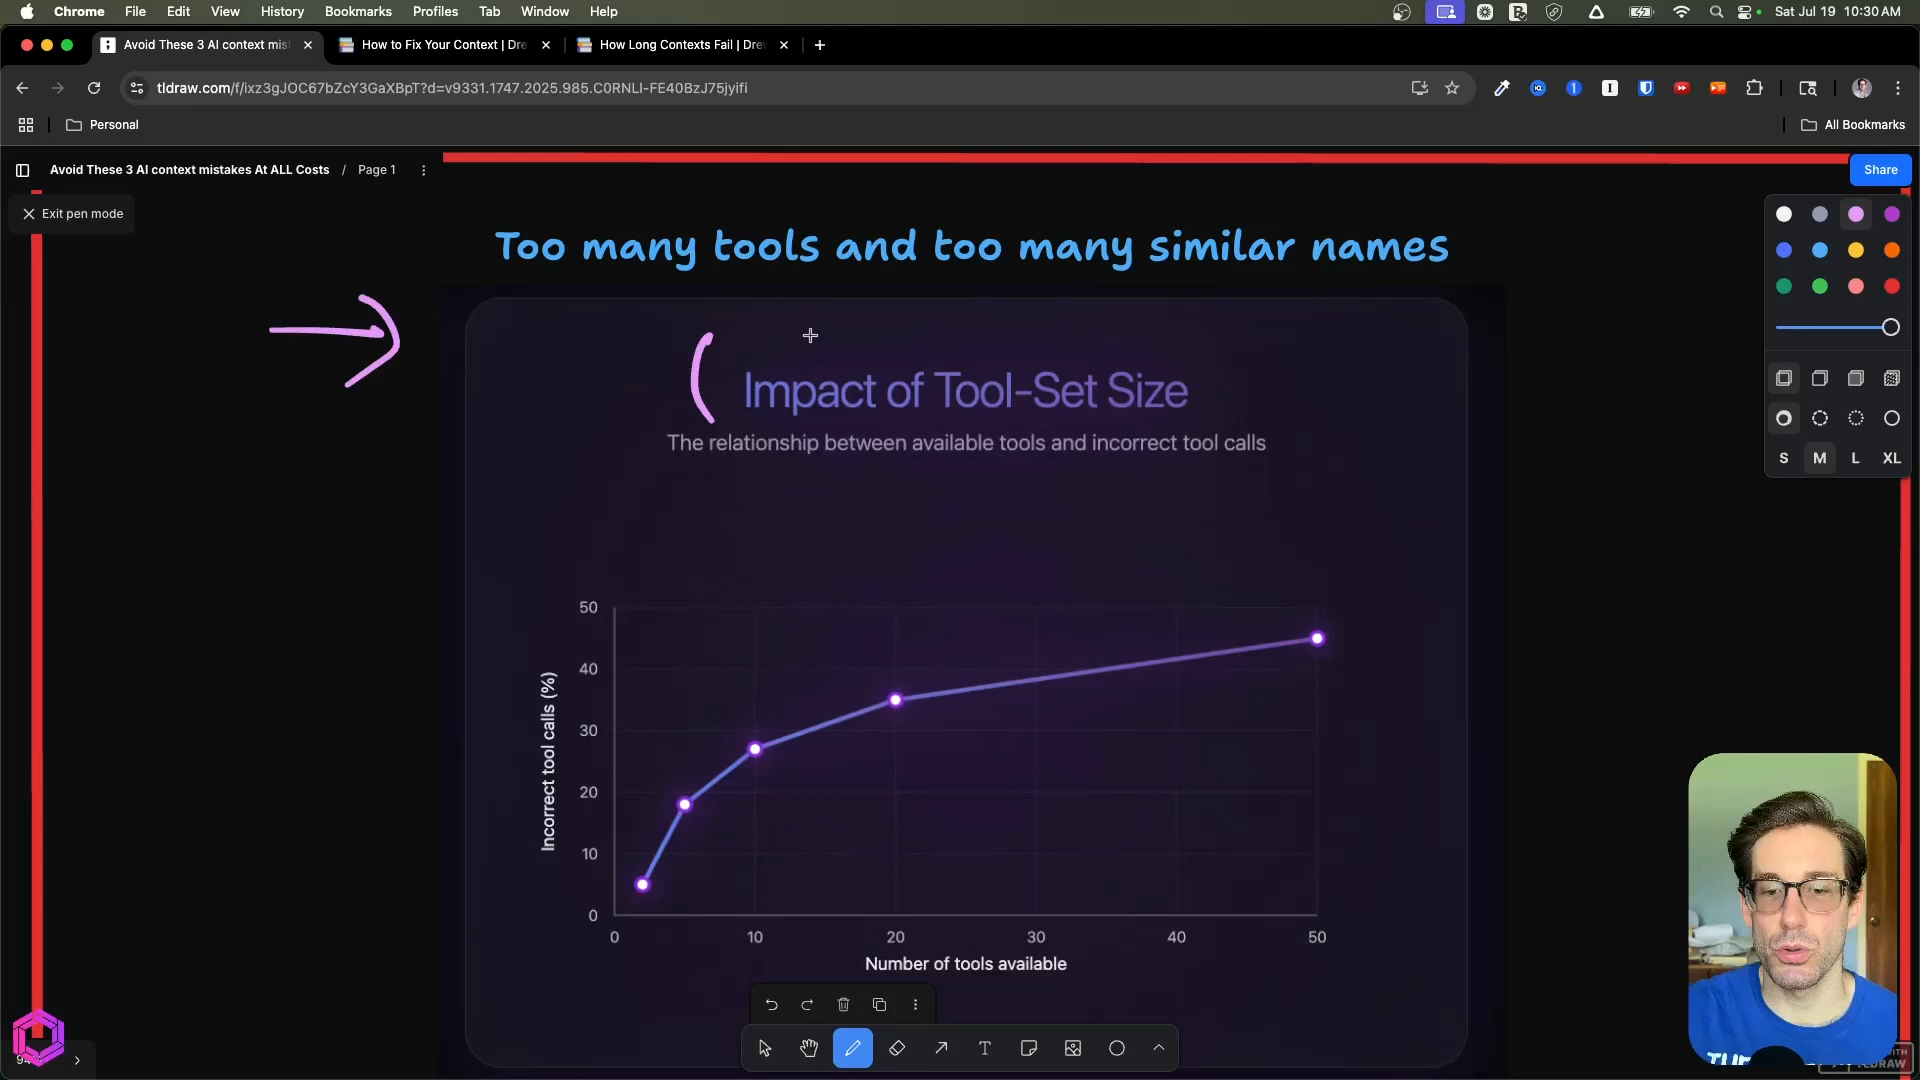 Chrome File Edit View History Bookmarks Profiles Tab Window Help Sat Jul 19 10:30 AM
Avoid These 3 AI context mis How to Fix Your Context | Dre How Long Contexts Fail | Drew
tldraw.com/f/ixz3gJOC67bZcY3GaXBpT?d=v9331.1747.2025.985.C0RNLI-FE40BzJ75jyifi
Personal All Bookmarks
Avoid These 3 AI context mistakes At ALL Costs / Page 1 Share
Exit pen mode
Too many tools and too many similar names
Impact of Tool-Set Size
The relationship between available tools and incorrect tool calls
S M L XL
50
40
30
20
10
0
Incorrect tool calls (%)
0 10 20 30 40 50
Number of tools available